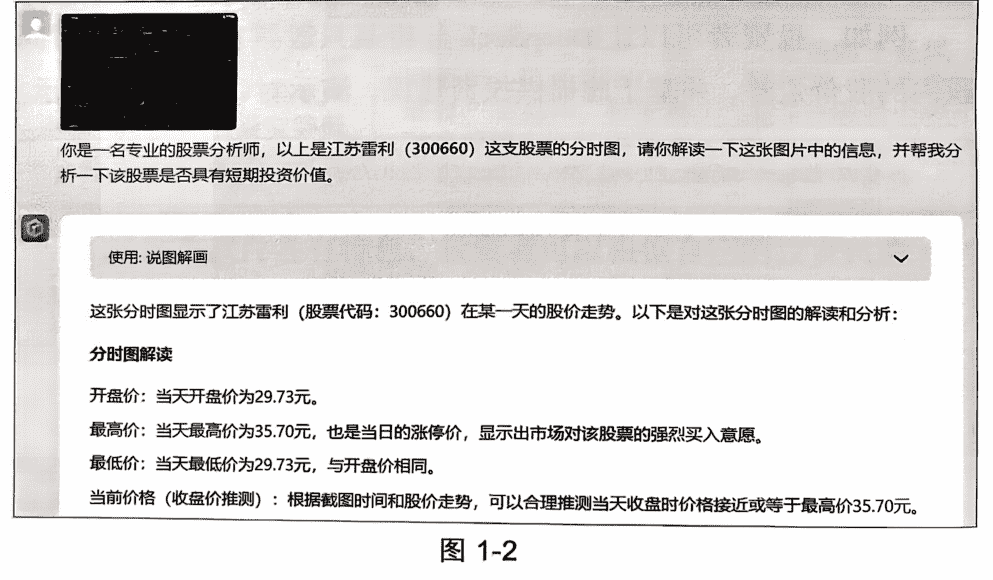 你是一名专业的股票分析师，以上是江苏雷利（300660）这支股票的分时图，请你解读一下这张图片中的信息，并帮我分
析一下该股票是否具有短期投资价值。
使用: 说图解画
这张分时图显示了江苏雷利（股票代码：300660）在某一天的股价走势。以下是对这张分时图的解读和分析：
分时图解读
开盘价：当天开盘价为29.73元。
最高价：当天最高价为35.70元，也是当日的涨停价，显示出市场对该股票的强烈买入意愿。
最低价：当天最低价为29.73元，与开盘价相同。
当前价格（收盘价推测）：根据截图时间和股价走势，可以合理推测当天收盘时价格接近或等于最高价35.70元。
图 1-2